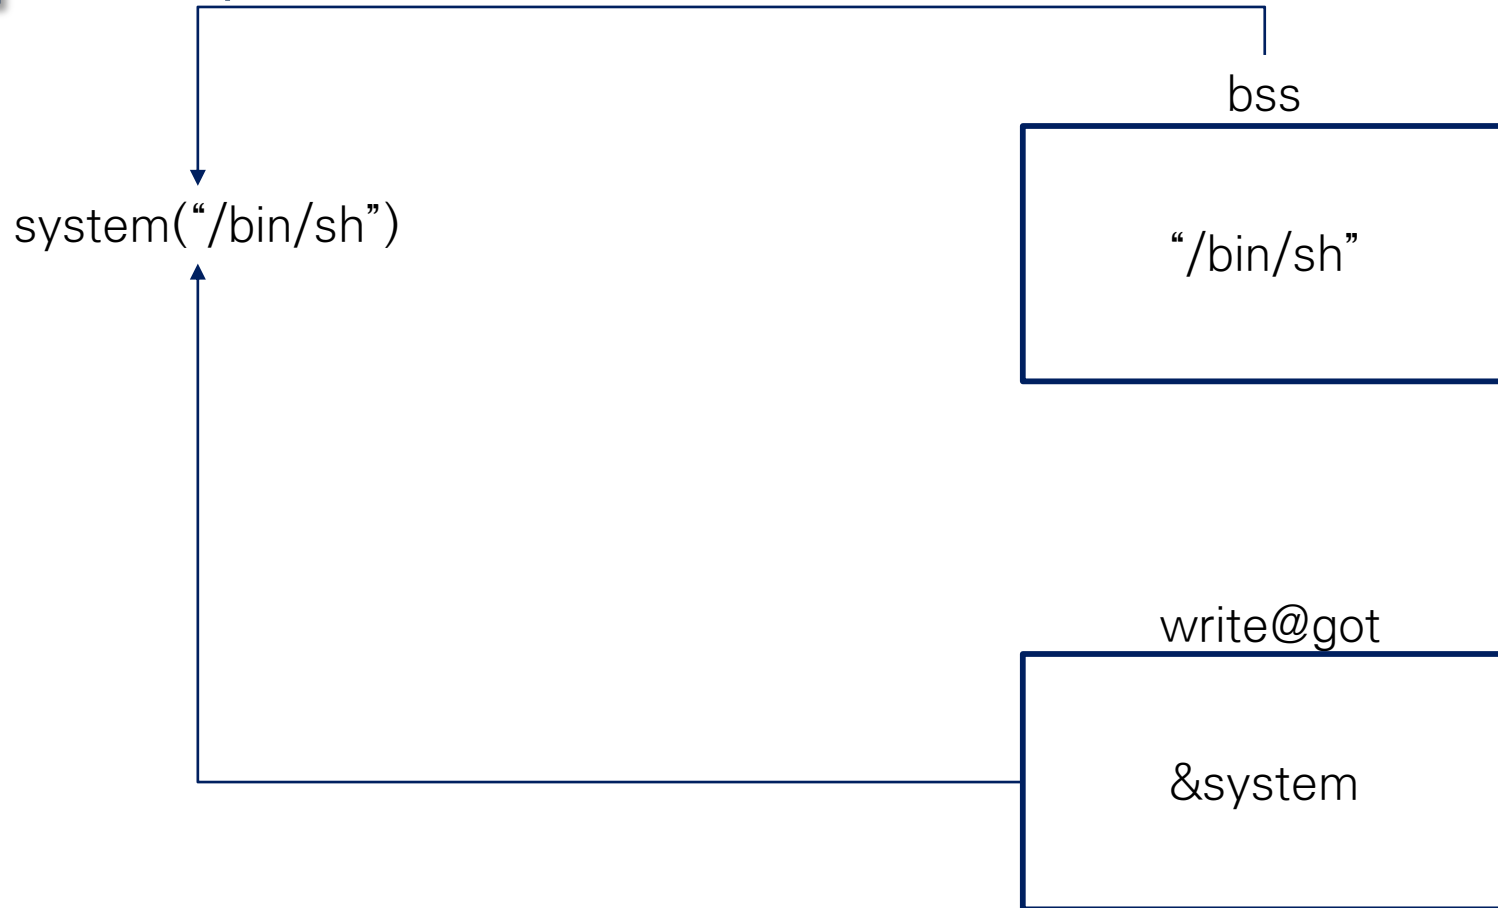 bss
system(“/bin/sh”)
“/bin/sh”
write@got
&system